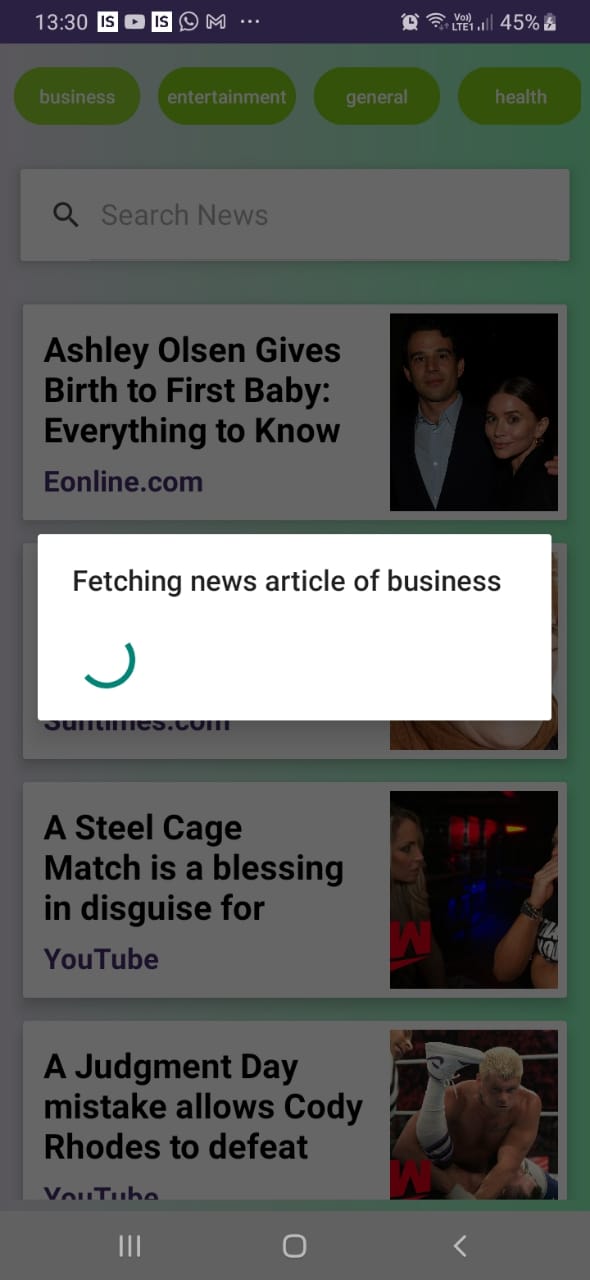 13:30 IS IS ... Vo)) LTE1 45%
business entertainment general health
Search News
Ashley Olsen Gives
Birth to First Baby:
Everything to Know
Eonline.com
Fetching news article of business
Suntimes.com
A Steel Cage
Match is a blessing
in disguise for
YouTube
A Judgment Day
mistake allows Cody
Rhodes to defeat
YouTube